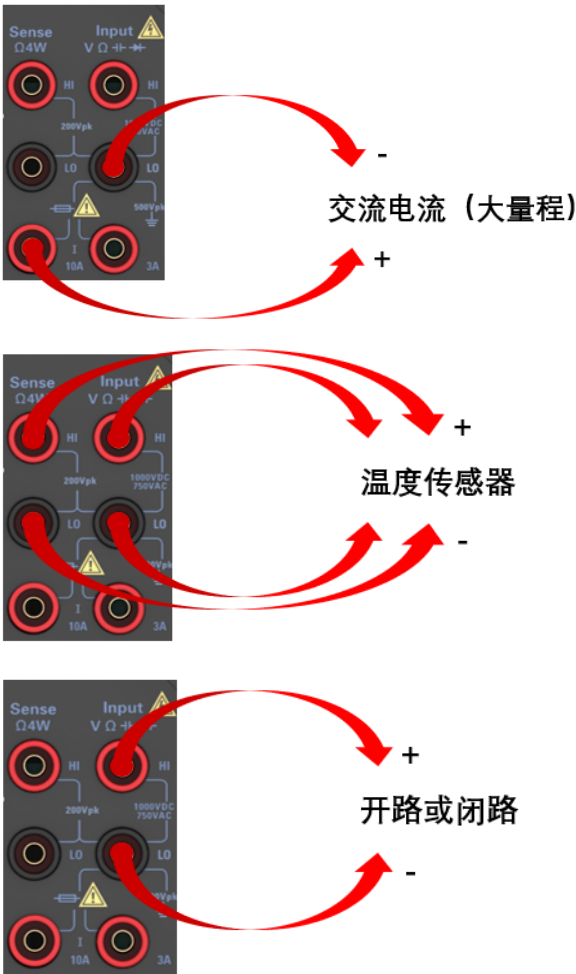 Sense Input
Ω4W V Ω
HI HI
200Vpk
LO LO
500Vpk
I
10A 3A
-
交流电流（大量程）
+
Sense Input
Ω4W V Ω
HI HI
200Vpk 1000VDC
750VAC
LO LO
I
10A 3A
+
温度传感器
-
Sense Input
Ω4W V Ω
HI HI
200Vpk 1000VDC
750VAC
LO LO
I
10A 3A
+
开路或闭路
-